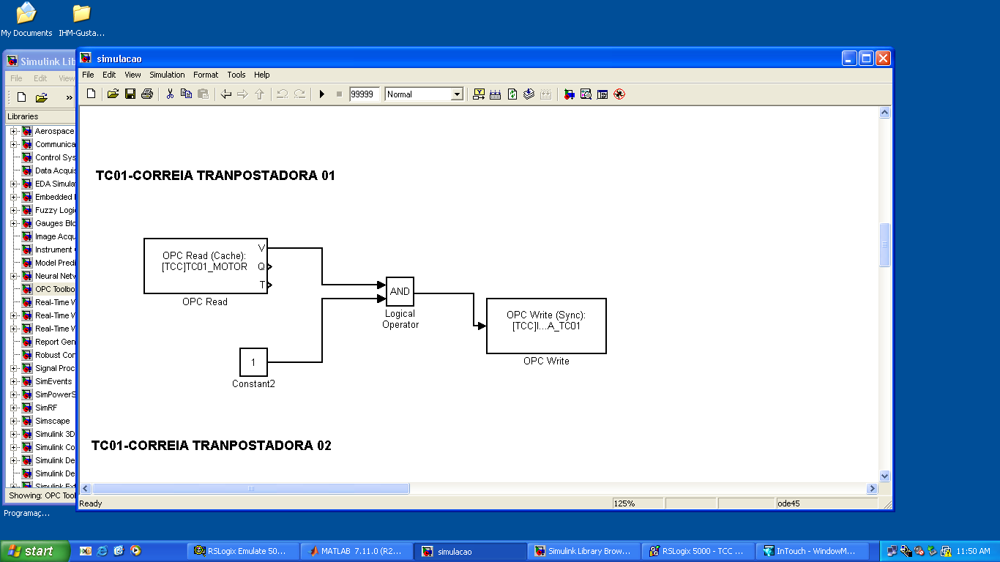 My Documents
IHM-Gusta...
Simulink Lib
File Edit View
»
Libraries
Aerospace
Communica
Control Sys
Data Acquis
EDA Simula
Embedded I
Fuzzy Logic
Gauges Blo
Image Acqu
Instrument
Model Predi
Neural Netw
OPC Toolbo
Real-Time V
Real-Time V
Real-Time V
Report Gen
Robust Con
Signal Proc
SimEvents
SimPowerS
SimRF
Simscape
Simulink 3D
Simulink Co
Simulink De
Simulink De
Simulink Ext
Showing: OPC Tool
Programaç...
simulacao
File Edit View Simulation Format Tools Help
99999 Normal
TC01-CORREIA TRANPOSTADORA 01
OPC Read (Cache):
[TCC]TC01_MOTOR
V
Q
T
OPC Read
AND
Logical
Operator
OPC Write (Sync):
[TCC]I...A_TC01
OPC Write
1
Constant2
TC01-CORREIA TRANPOSTADORA 02
Ready 125% ode45
start RSLogix Emulate 50... MATLAB 7.11.0 (R2... simulacao Simulink Library Brow... RSLogix 5000 - TCC ... InTouch - WindowM... 11:50 AM